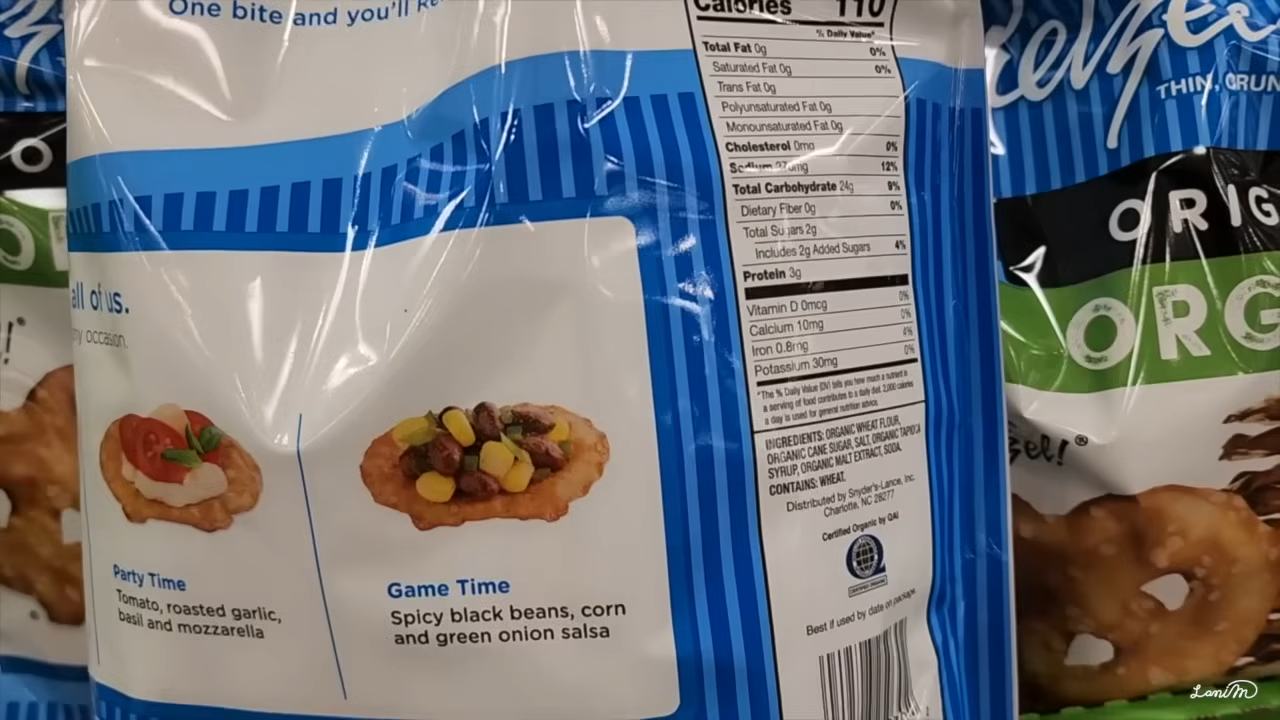 One bite and you'll
all of us.
occasion.
Party Time
Tomato, roasted garlic,
basil and mozzarella
Game Time
Spicy black beans, corn
and green onion salsa
Calories 110
% Daily Value*
Total Fat 0g 0%
Saturated Fat 0g 0%
Trans Fat 0g
Polyunsaturated Fat 0g
Monounsaturated Fat 0g
Cholesterol 0mg 0%
Sodium 12%
Total Carbohydrate 24g 9%
Dietary Fiber 0g 0%
Total Sugars 2g
Includes 2g Added Sugars 4%
Protein 3g
Vitamin D 0mcg 0%
Calcium 10mg 0%
Iron 0.8mg 4%
Potassium 30mg 0%
*The % Daily Value (DV) tells you how much a nutrient in
a serving of food contributes to a daily diet. 2,000 calories
a day is used for general nutrition advice.
INGREDIENTS: ORGANIC WHEAT FLOUR,
ORGANIC CANE SUGAR, SALT, ORGANIC TAPIOCA
SYRUP, ORGANIC MALT EXTRACT, SODA.
CONTAINS: WHEAT.
Distributed by Snyder's-Lance, Inc.
Charlotte, NC 28277
Certified Organic by QAI
CERTIFIED ORGANIC
Best if used by date on package.
THIN, CRUN
ORIG
ORG
zel!®
LaniM